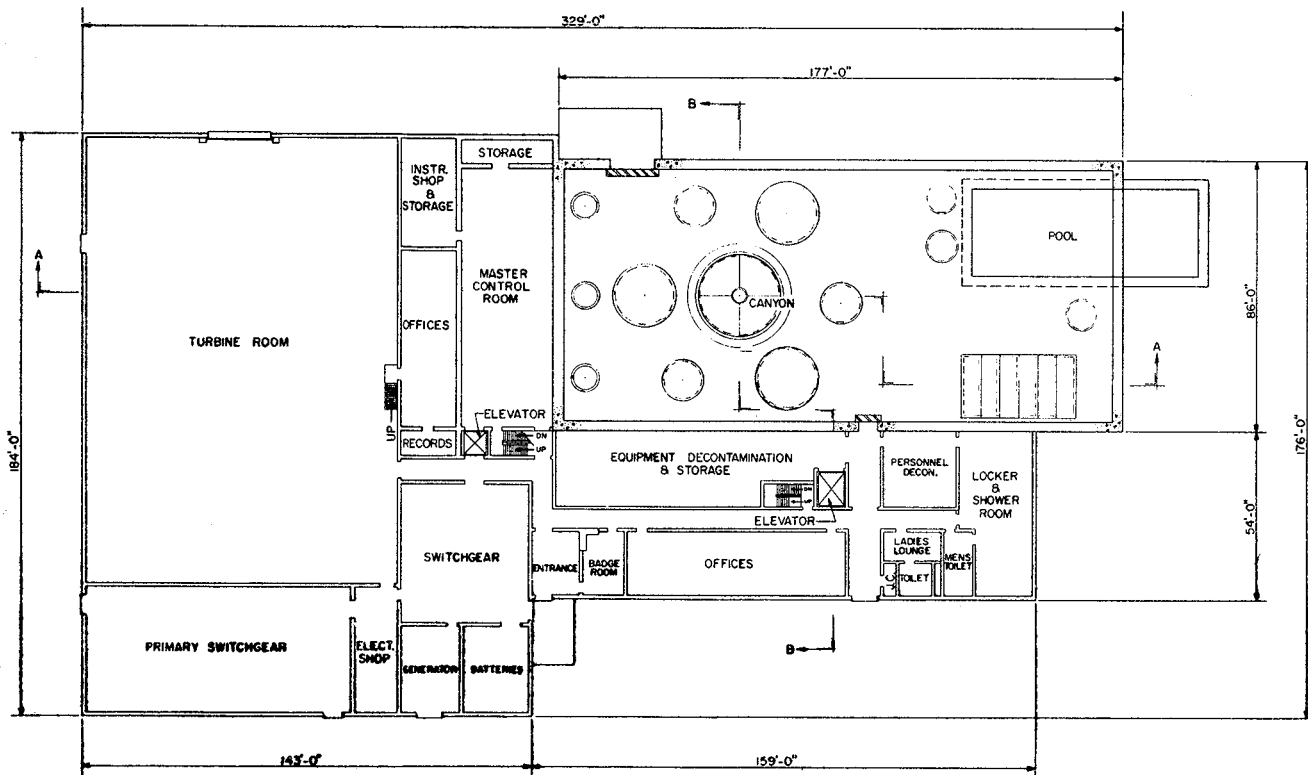 329'-0"
177'-0"
B
STORAGE
INSTR.
SHOP
&
STORAGE
POOL
A
MASTER
CONTROL
ROOM
CANYON
OFFICES
86'-0"
TURBINE ROOM
A
UP
ELEVATOR
DN
UP
RECORDS
184'-0"
176'-0"
EQUIPMENT DECONTAMINATION
& STORAGE
PERSONNEL
DECON.
LOCKER
&
SHOWER
ROOM
DN
UP
ELEVATOR
54'-0"
SWITCHGEAR
ENTRANCE
BADGE
ROOM
OFFICES
LADIES
LOUNGE
MENS
TOILET
J.C.
TOILET
PRIMARY SWITCHGEAR
ELECT.
SHOP
GENERATOR
BATTERIES
B
143'-0"
159'-0"